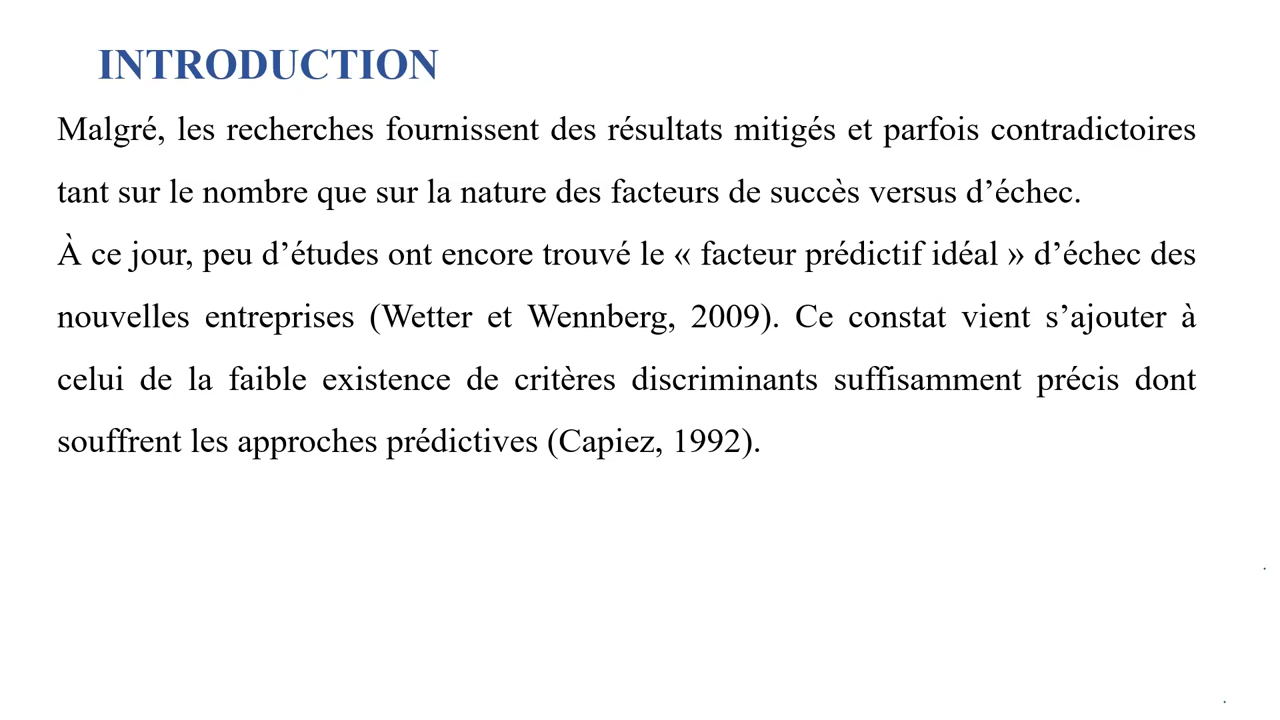 INTRODUCTION
Malgré, les recherches fournissent des résultats mitigés et parfois contradictoires
tant sur le nombre que sur la nature des facteurs de succès versus d’échec.
À ce jour, peu d’études ont encore trouvé le « facteur prédictif idéal » d’échec des
nouvelles entreprises (Wetter et Wennberg, 2009). Ce constat vient s’ajouter à
celui de la faible existence de critères discriminants suffisamment précis dont
souffrent les approches prédictives (Capiez, 1992).